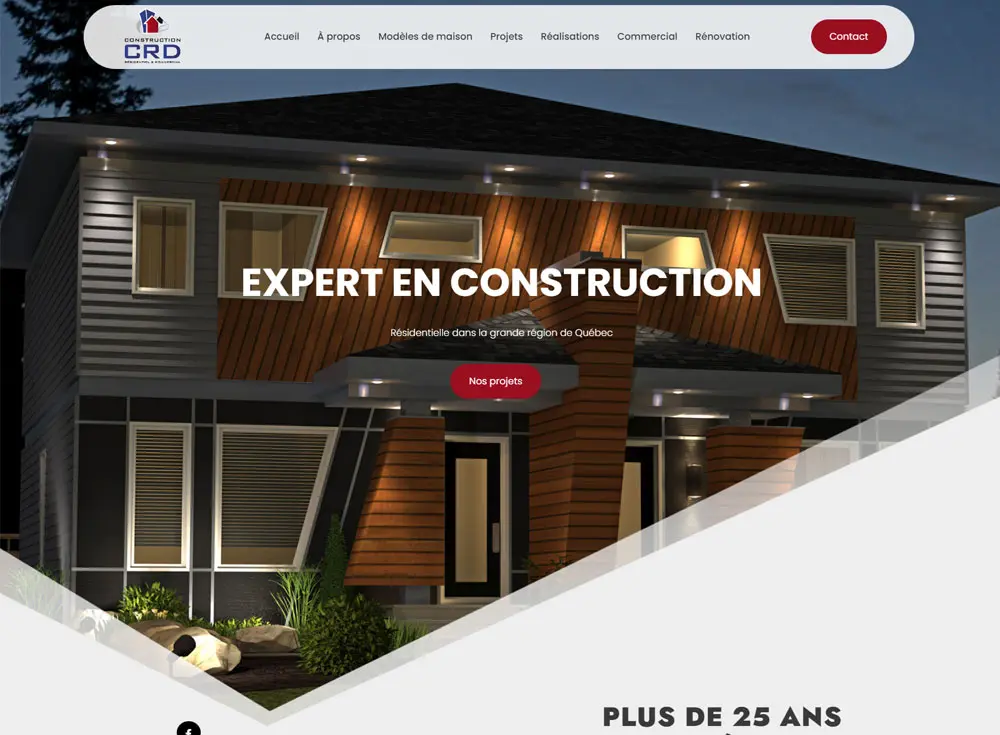 CONSTRUCTION
CRD
Accueil À propos Modèles de maison Projets Réalisations Commercial Rénovation Contact
EXPERT EN CONSTRUCTION
Résidentielle dans la grande région de Québec
Nos projets
PLUS DE 25 ANS